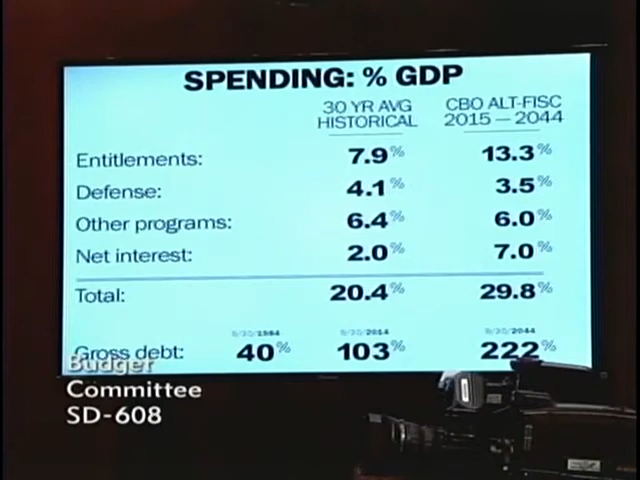 SPENDING: % GDP
30 YR AVG HISTORICAL
CBO ALT-FISC 2015 — 2044
Entitlements: 7.9% 13.3%
Defense: 4.1% 3.5%
Other programs: 6.4% 6.0%
Net interest: 2.0% 7.0%
Total: 20.4% 29.8%
9/30/1984 9/30/2014 9/30/2044
Gross debt: 40% 103% 222%
Budget
Committee
SD-608